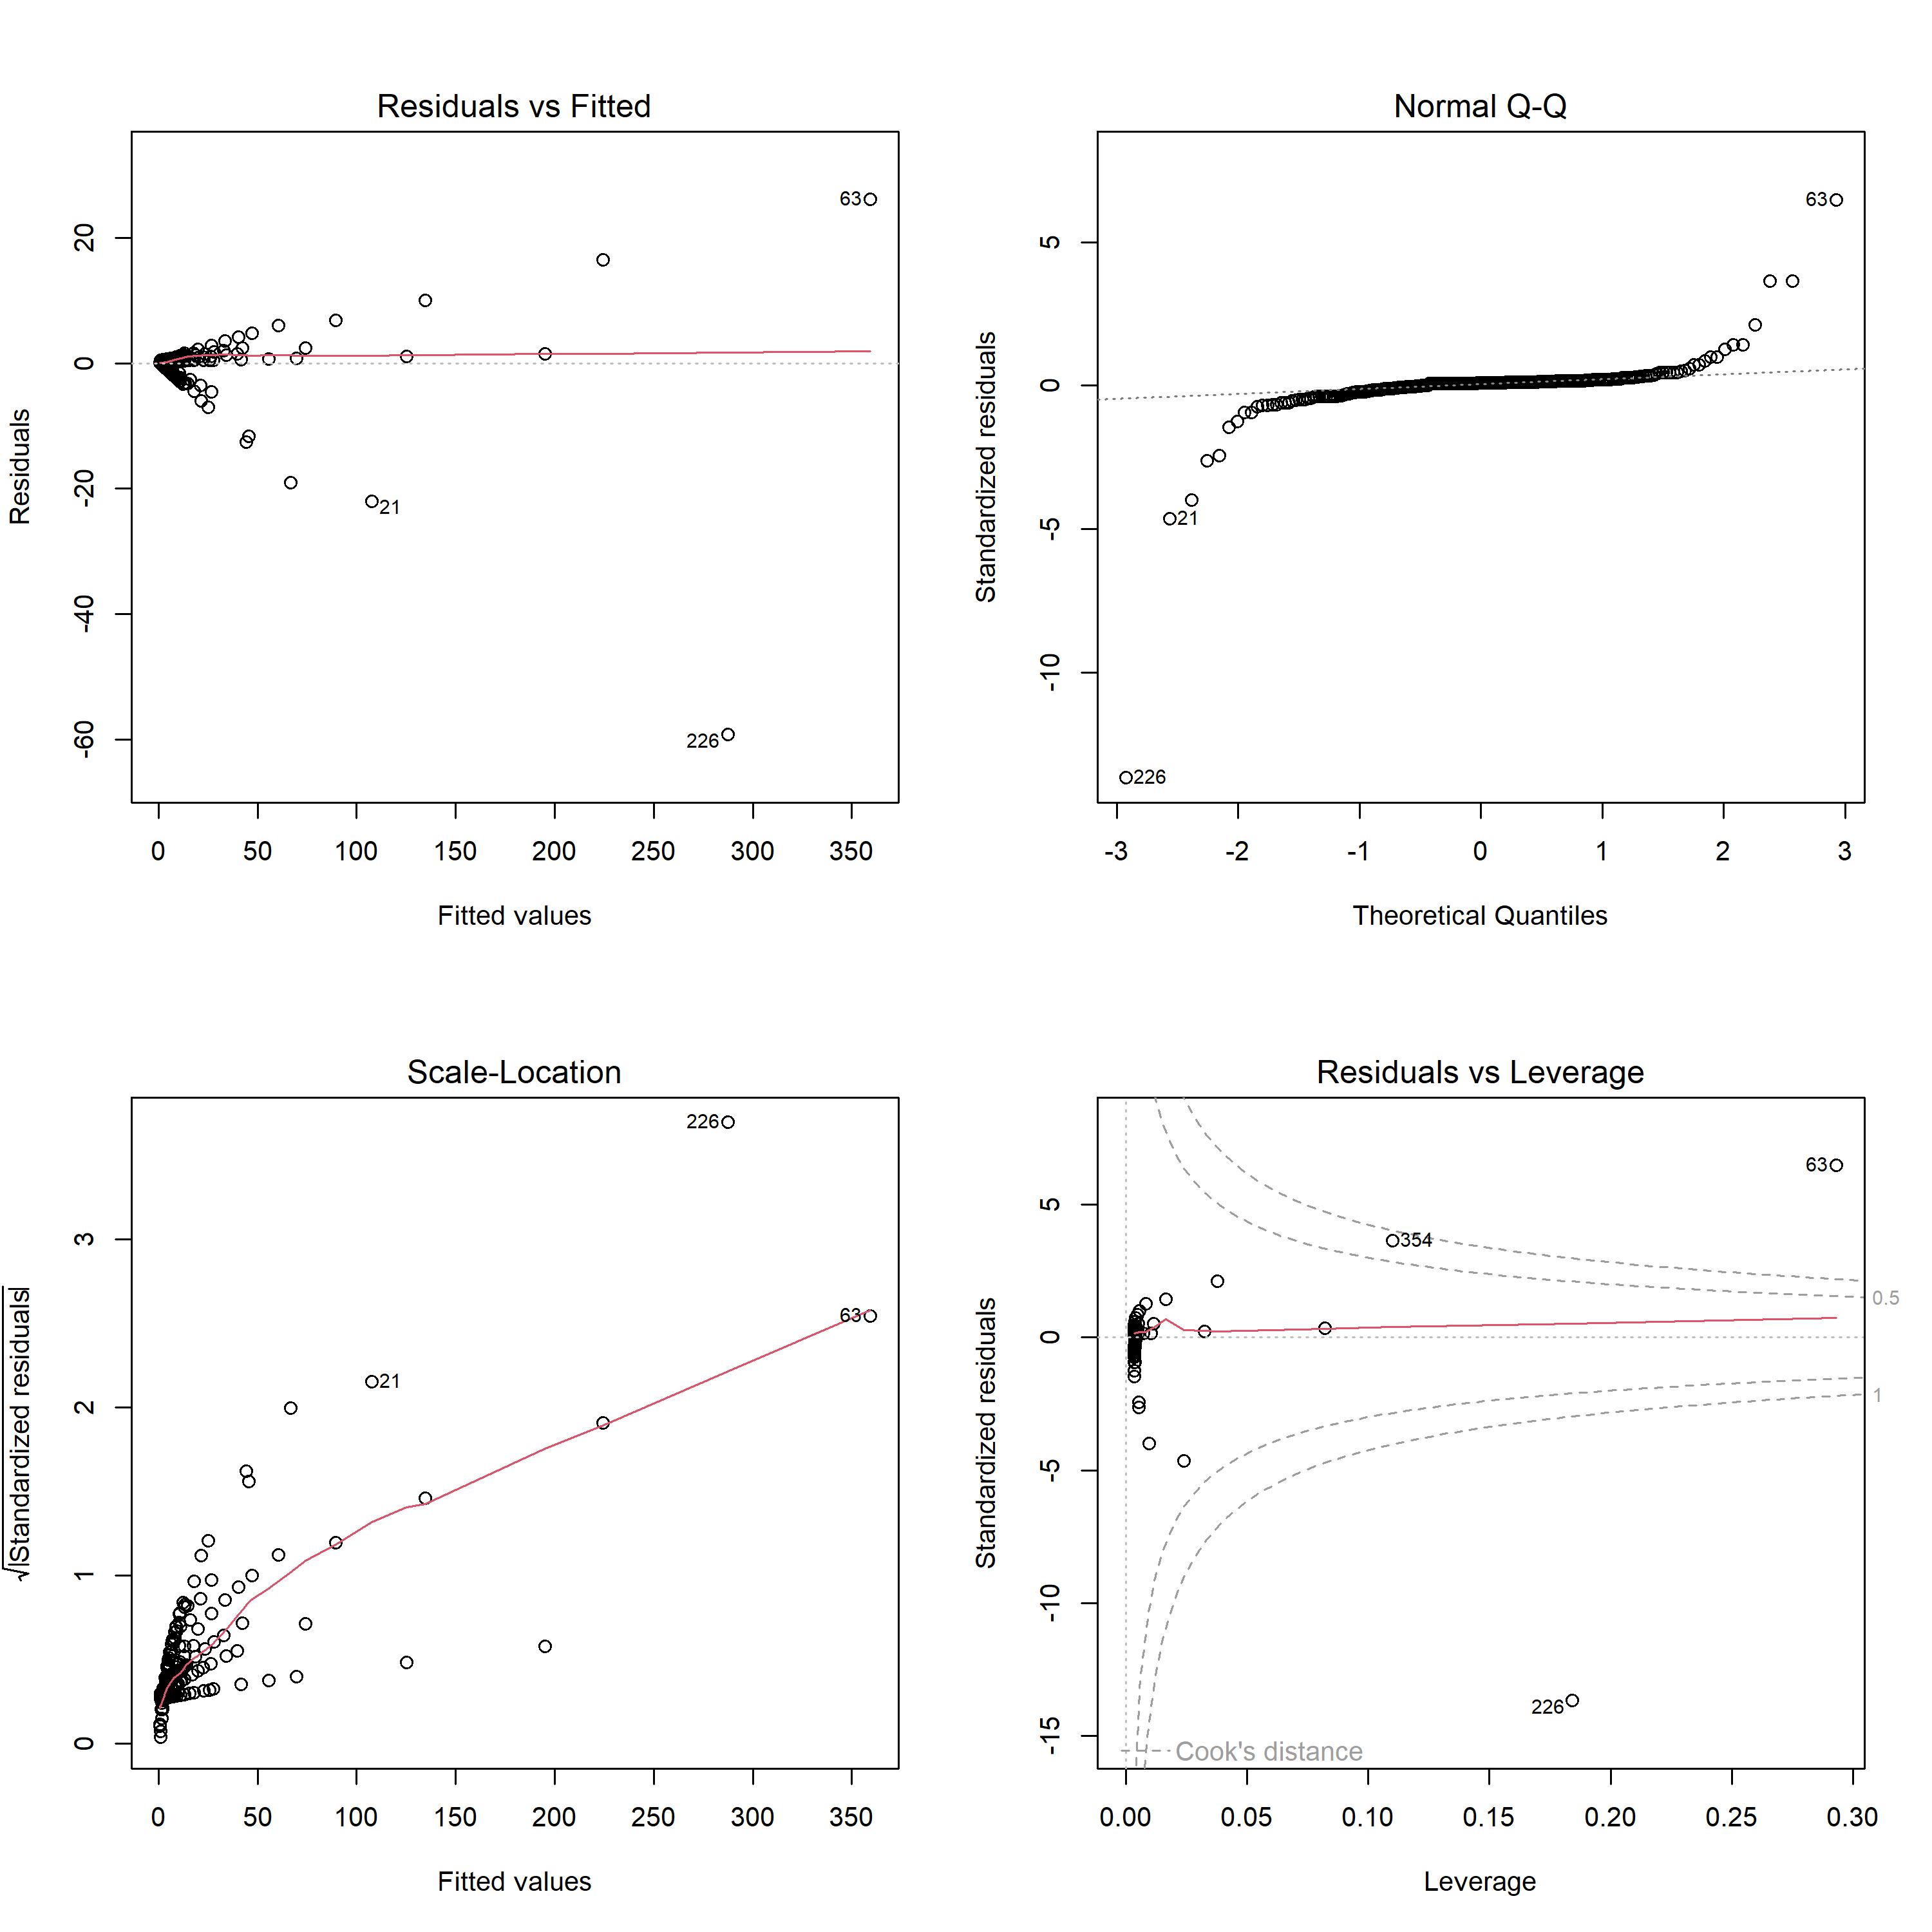 Residuals vs Fitted
Residuals
20
0
-20
-40
-60
63
21
226
0 50 100 150 200 250 300 350
Fitted values
Normal Q-Q
Standardized residuals
5
0
-5
-10
63
21
226
-3 -2 -1 0 1 2 3
Theoretical Quantiles
Scale-Location
√|Standardized residuals|
3
2
1
0
226
63
21
0 50 100 150 200 250 300 350
Fitted values
Residuals vs Leverage
Standardized residuals
5
0
-5
-10
-15
63
354
0.5
1
226
Cook's distance
0.00 0.05 0.10 0.15 0.20 0.25 0.30
Leverage